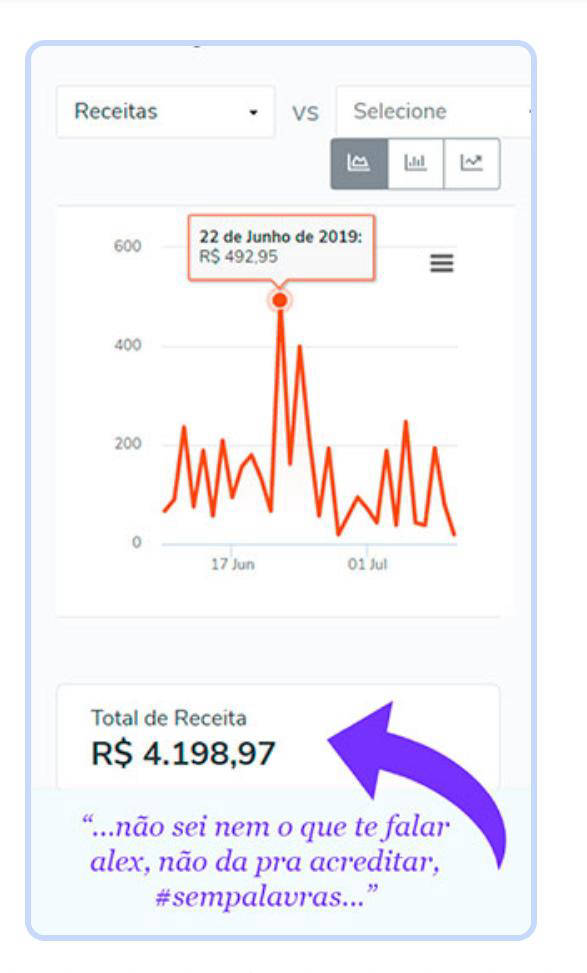 Receitas
vs
Selecione
22 de Junho de 2019:
R$ 492,95
600
400
200
0
17 Jun
01 Jul
Total de Receita
R$ 4.198,97
“...não sei nem o que te falar
alex, não da pra acreditar,
#sempalavras...”